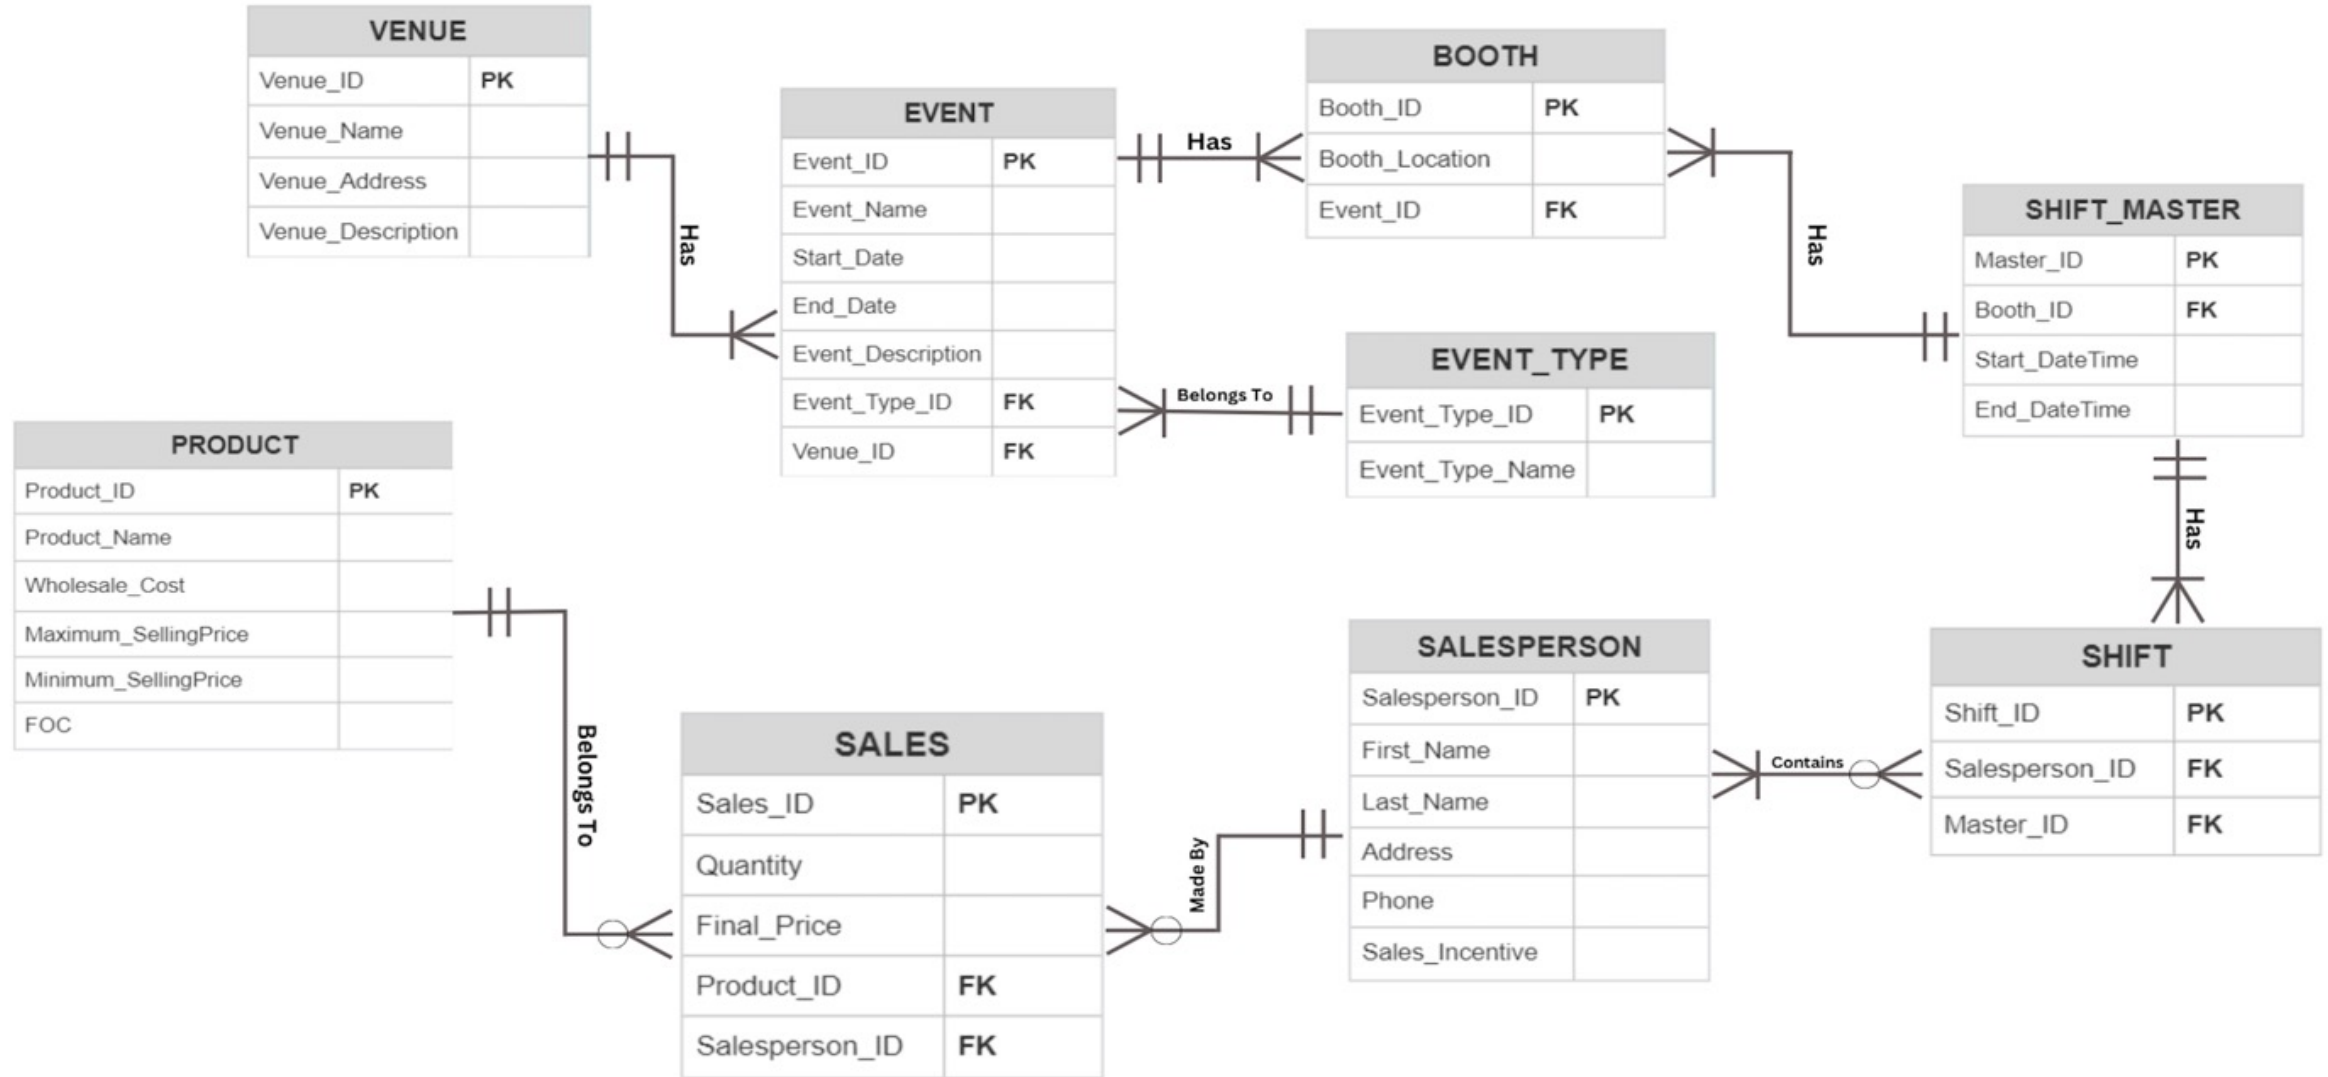 VENUE
Venue_ID PK
Venue_Name
Venue_Address
Venue_Description
Has
EVENT
Event_ID PK
Event_Name
Start_Date
End_Date
Event_Description
Event_Type_ID FK
Venue_ID FK
Has
BOOTH
Booth_ID PK
Booth_Location
Event_ID FK
Has
SHIFT_MASTER
Master_ID PK
Booth_ID FK
Start_DateTime
End_DateTime
Belongs To
EVENT_TYPE
Event_Type_ID PK
Event_Type_Name
Has
PRODUCT
Product_ID PK
Product_Name
Wholesale_Cost
Maximum_SellingPrice
Minimum_SellingPrice
FOC
Belongs To
SALES
Sales_ID PK
Quantity
Final_Price
Product_ID FK
Salesperson_ID FK
Made By
SALESPERSON
Salesperson_ID PK
First_Name
Last_Name
Address
Phone
Sales_Incentive
Contains
SHIFT
Shift_ID PK
Salesperson_ID FK
Master_ID FK